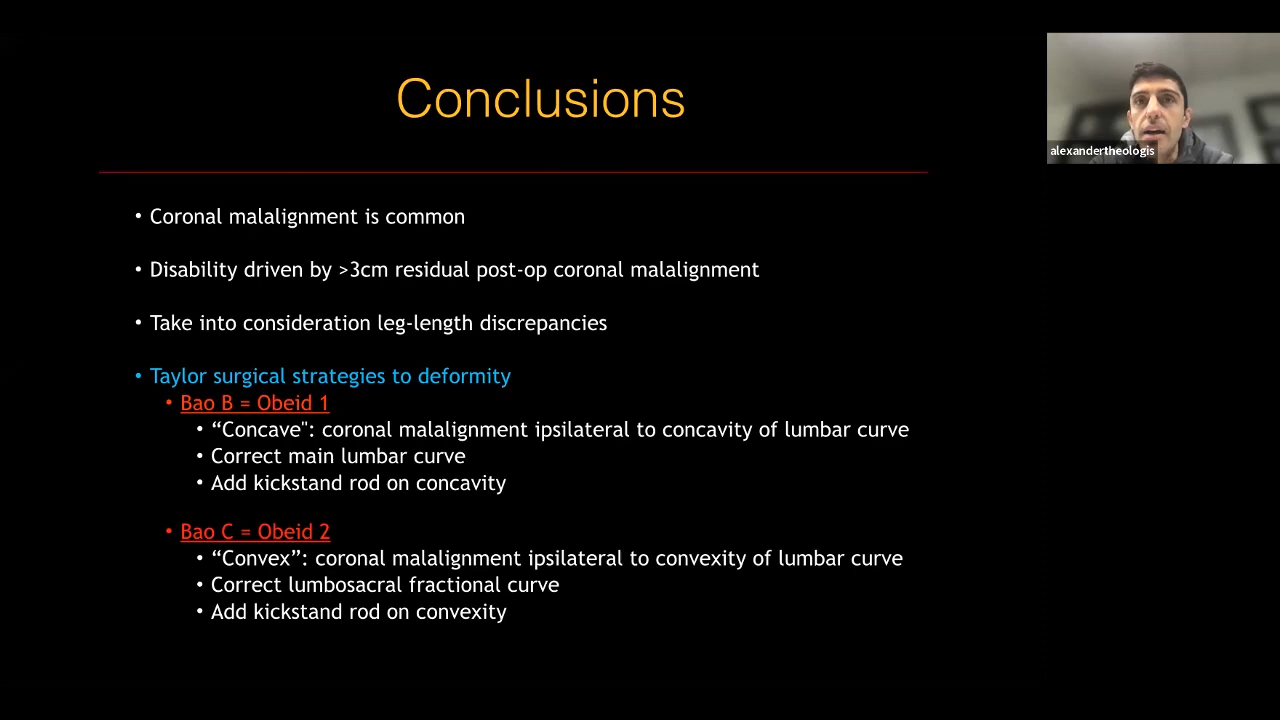 Conclusions
alexandertheologis
• Coronal malalignment is common
• Disability driven by >3cm residual post-op coronal malalignment
• Take into consideration leg-length discrepancies
• Taylor surgical strategies to deformity
• Bao B = Obeid 1
• “Concave": coronal malalignment ipsilateral to concavity of lumbar curve
• Correct main lumbar curve
• Add kickstand rod on concavity
• Bao C = Obeid 2
• “Convex”: coronal malalignment ipsilateral to convexity of lumbar curve
• Correct lumbosacral fractional curve
• Add kickstand rod on convexity